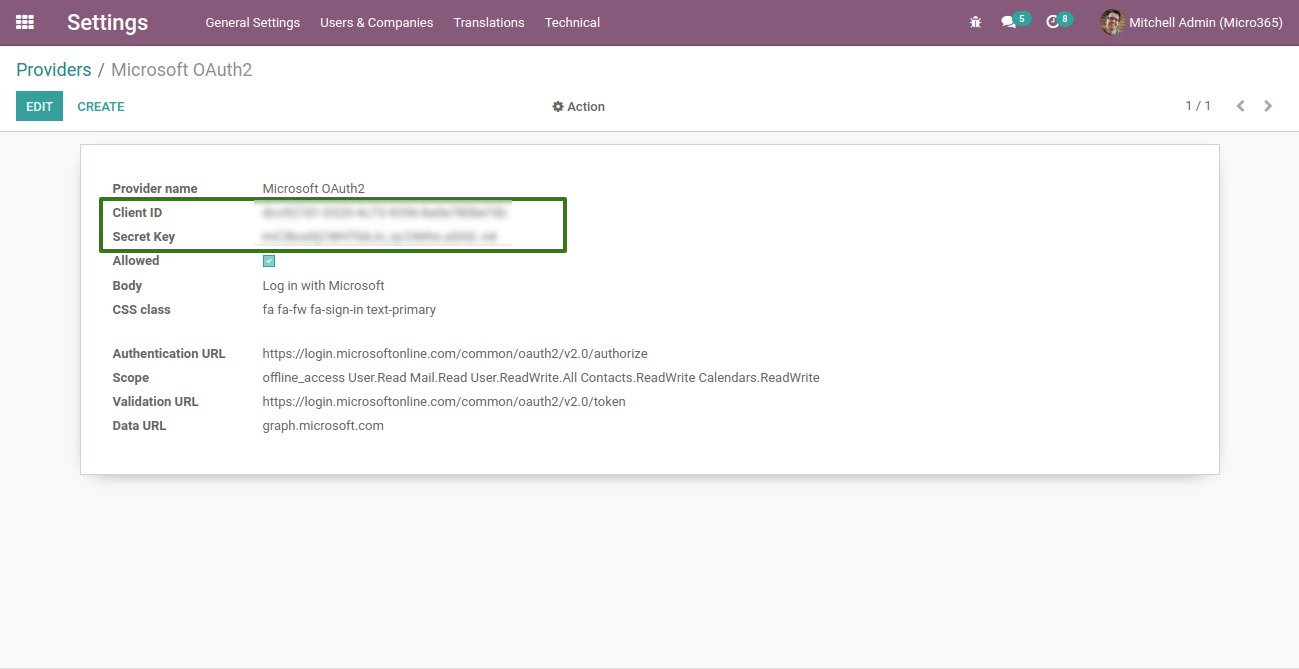 Settings General Settings Users & Companies Translations Technical 5 8 Mitchell Admin (Micro365)
Providers / Microsoft OAuth2
EDIT CREATE Action 1 / 1
Provider name Microsoft OAuth2
Client ID
Secret Key
Allowed
Body Log in with Microsoft
CSS class fa fa-fw fa-sign-in text-primary
Authentication URL https://login.microsoftonline.com/common/oauth2/v2.0/authorize
Scope offline_access User.Read Mail.Read User.ReadWrite.All Contacts.ReadWrite Calendars.ReadWrite
Validation URL https://login.microsoftonline.com/common/oauth2/v2.0/token
Data URL graph.microsoft.com